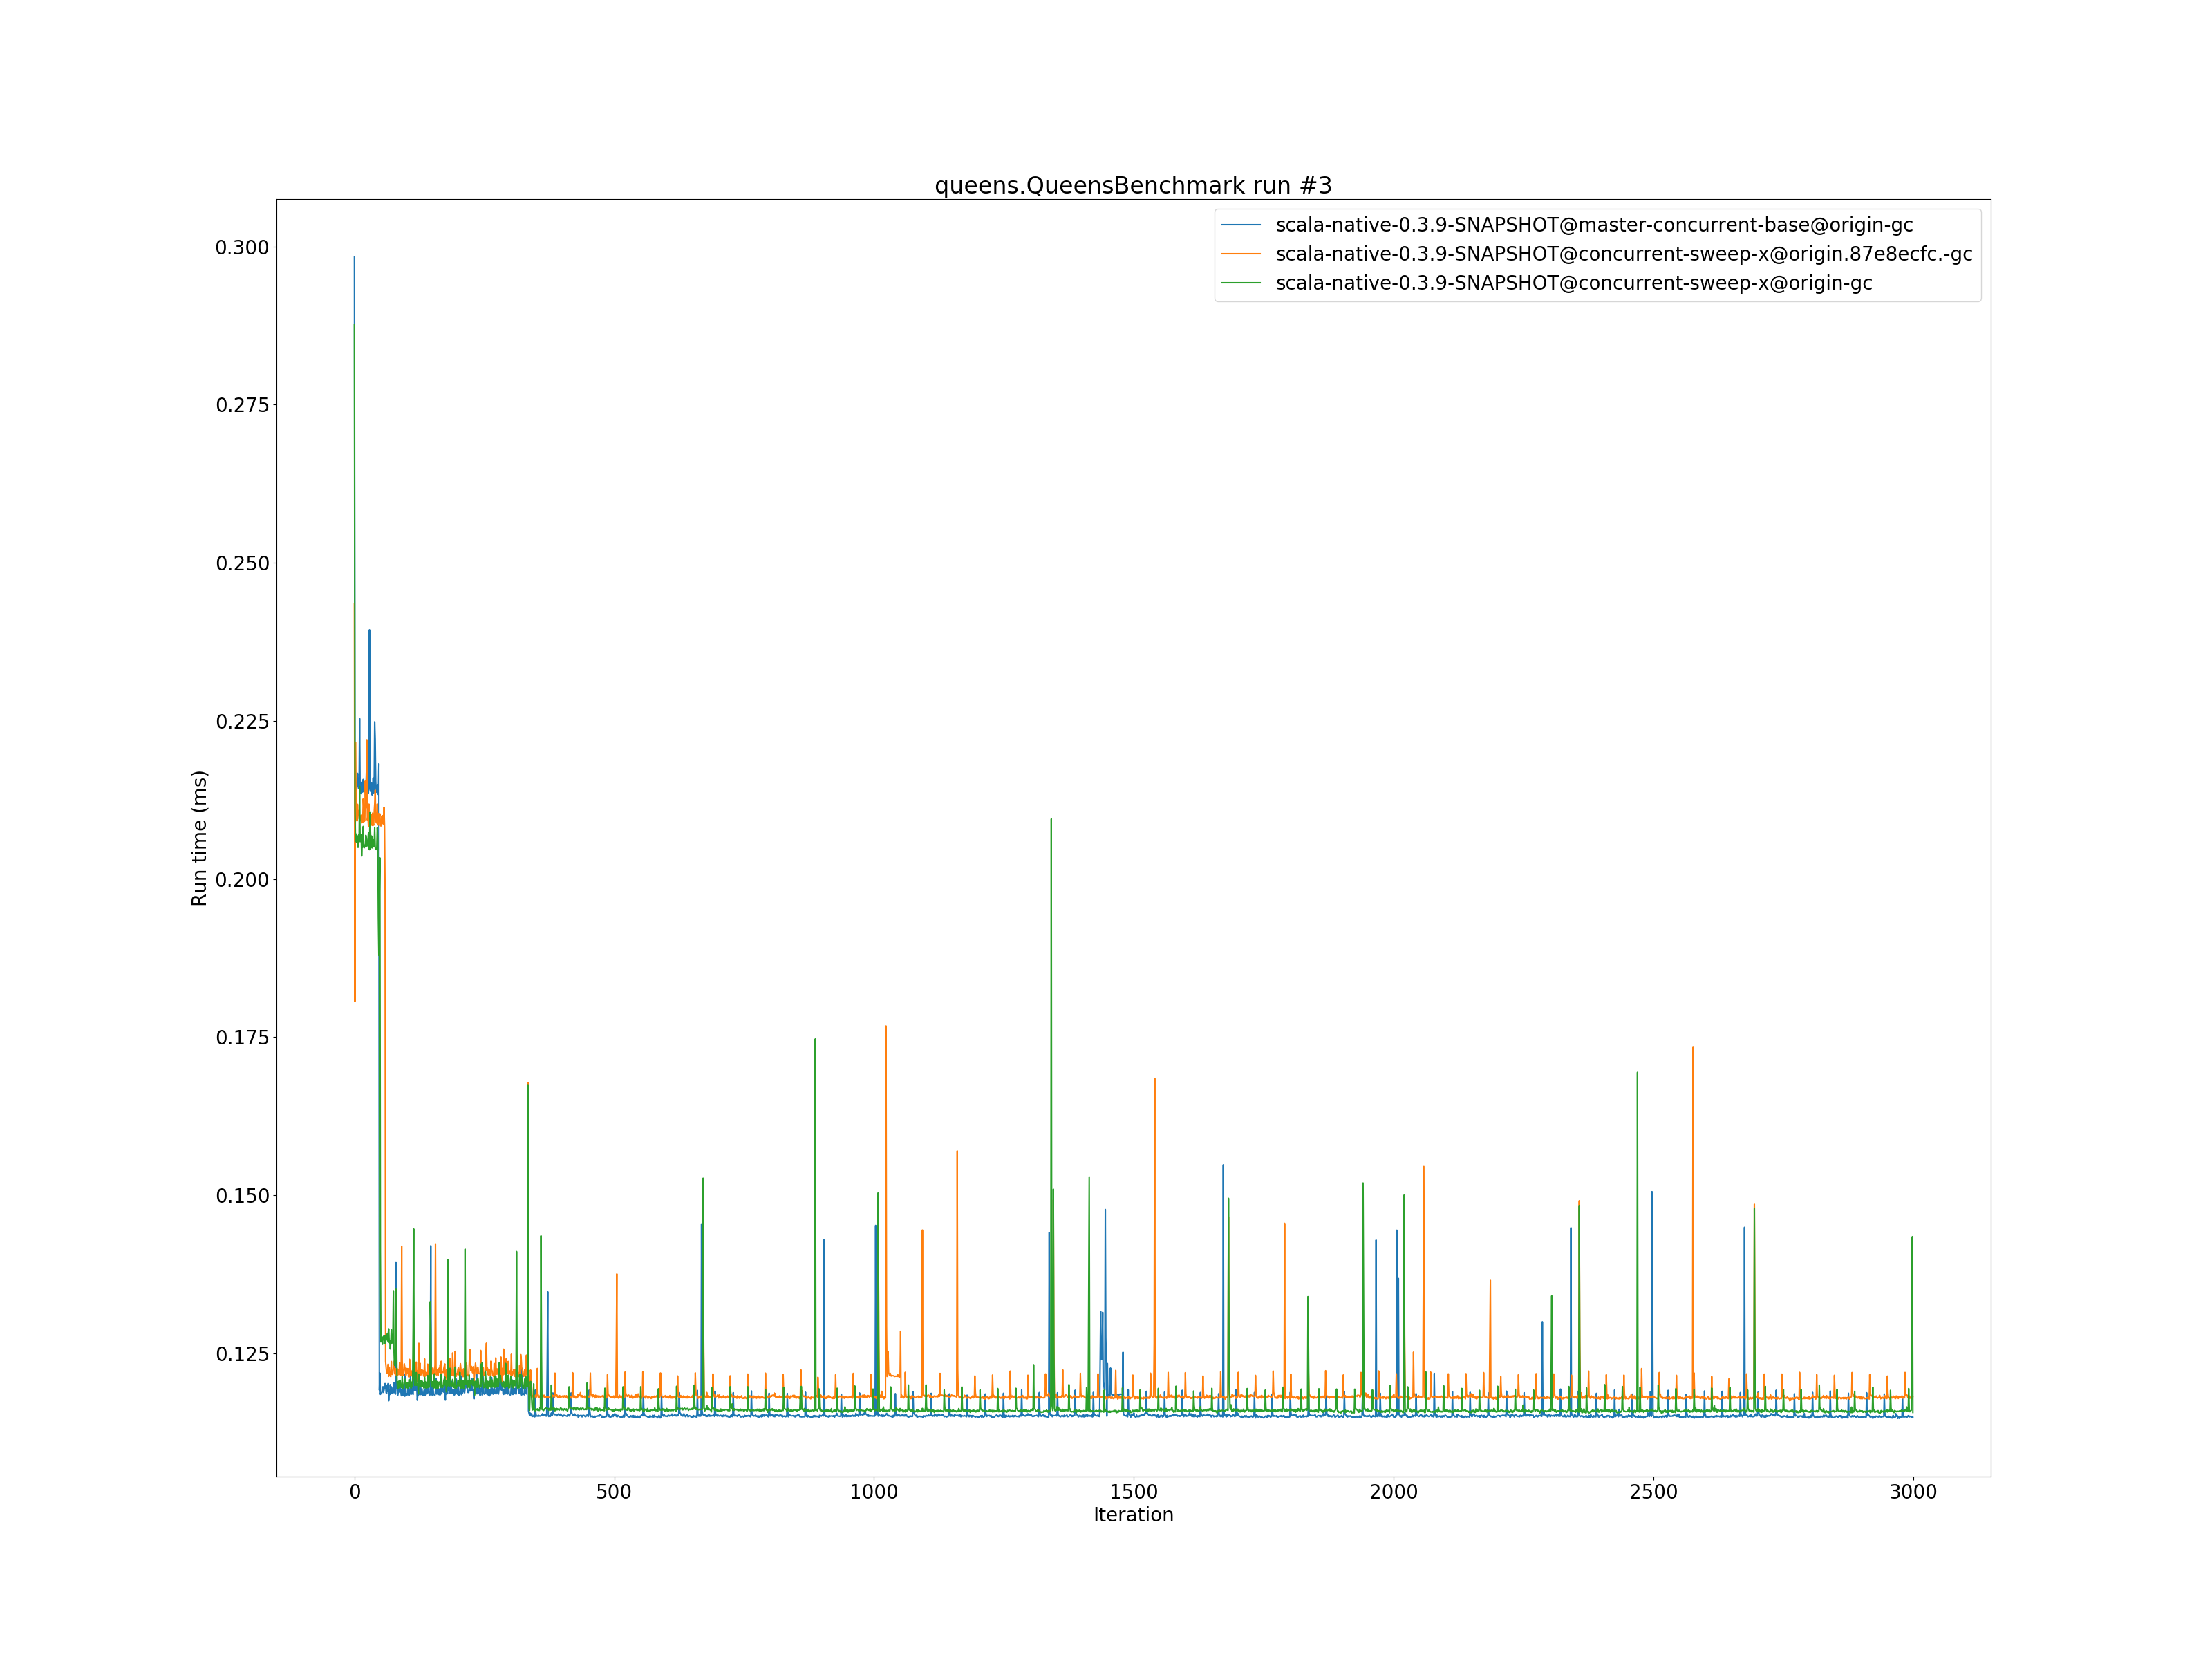 queens.QueensBenchmark run #3
scala-native-0.3.9-SNAPSHOT@master-concurrent-base@origin-gc
scala-native-0.3.9-SNAPSHOT@concurrent-sweep-x@origin.87e8ecfc.-gc
scala-native-0.3.9-SNAPSHOT@concurrent-sweep-x@origin-gc
0.300
0.275
0.250
0.225
0.200
0.175
0.150
0.125
Run time (ms)
0 500 1000 1500 2000 2500 3000
Iteration